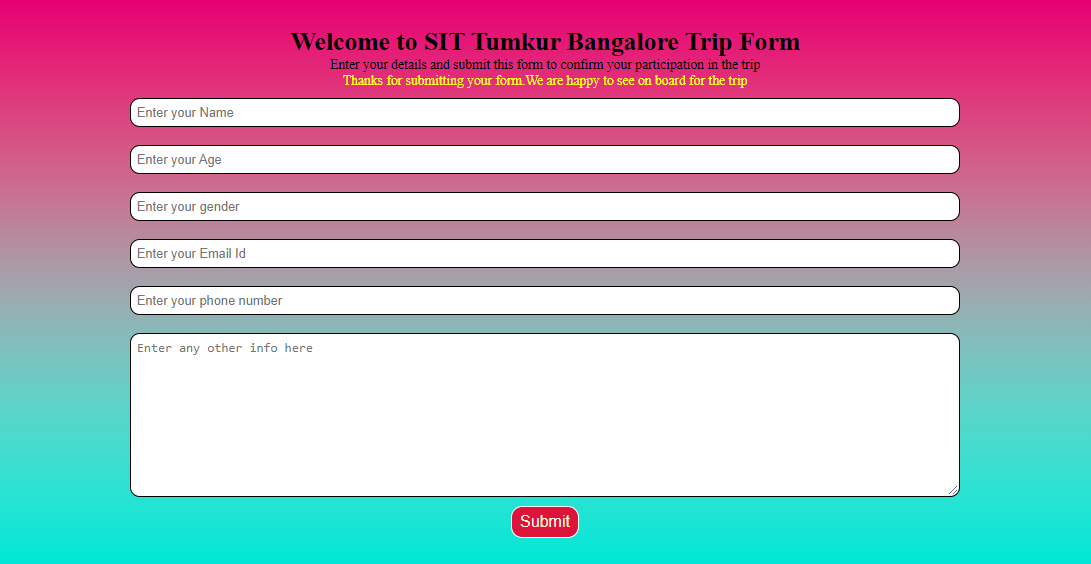 Welcome to SIT Tumkur Bangalore Trip Form
Enter your details and submit this form to confirm your participation in the trip
Thanks for submitting your form.We are happy to see on board for the trip
Enter your Name
Enter your Age
Enter your gender
Enter your Email Id
Enter your phone number
Enter any other info here
Submit